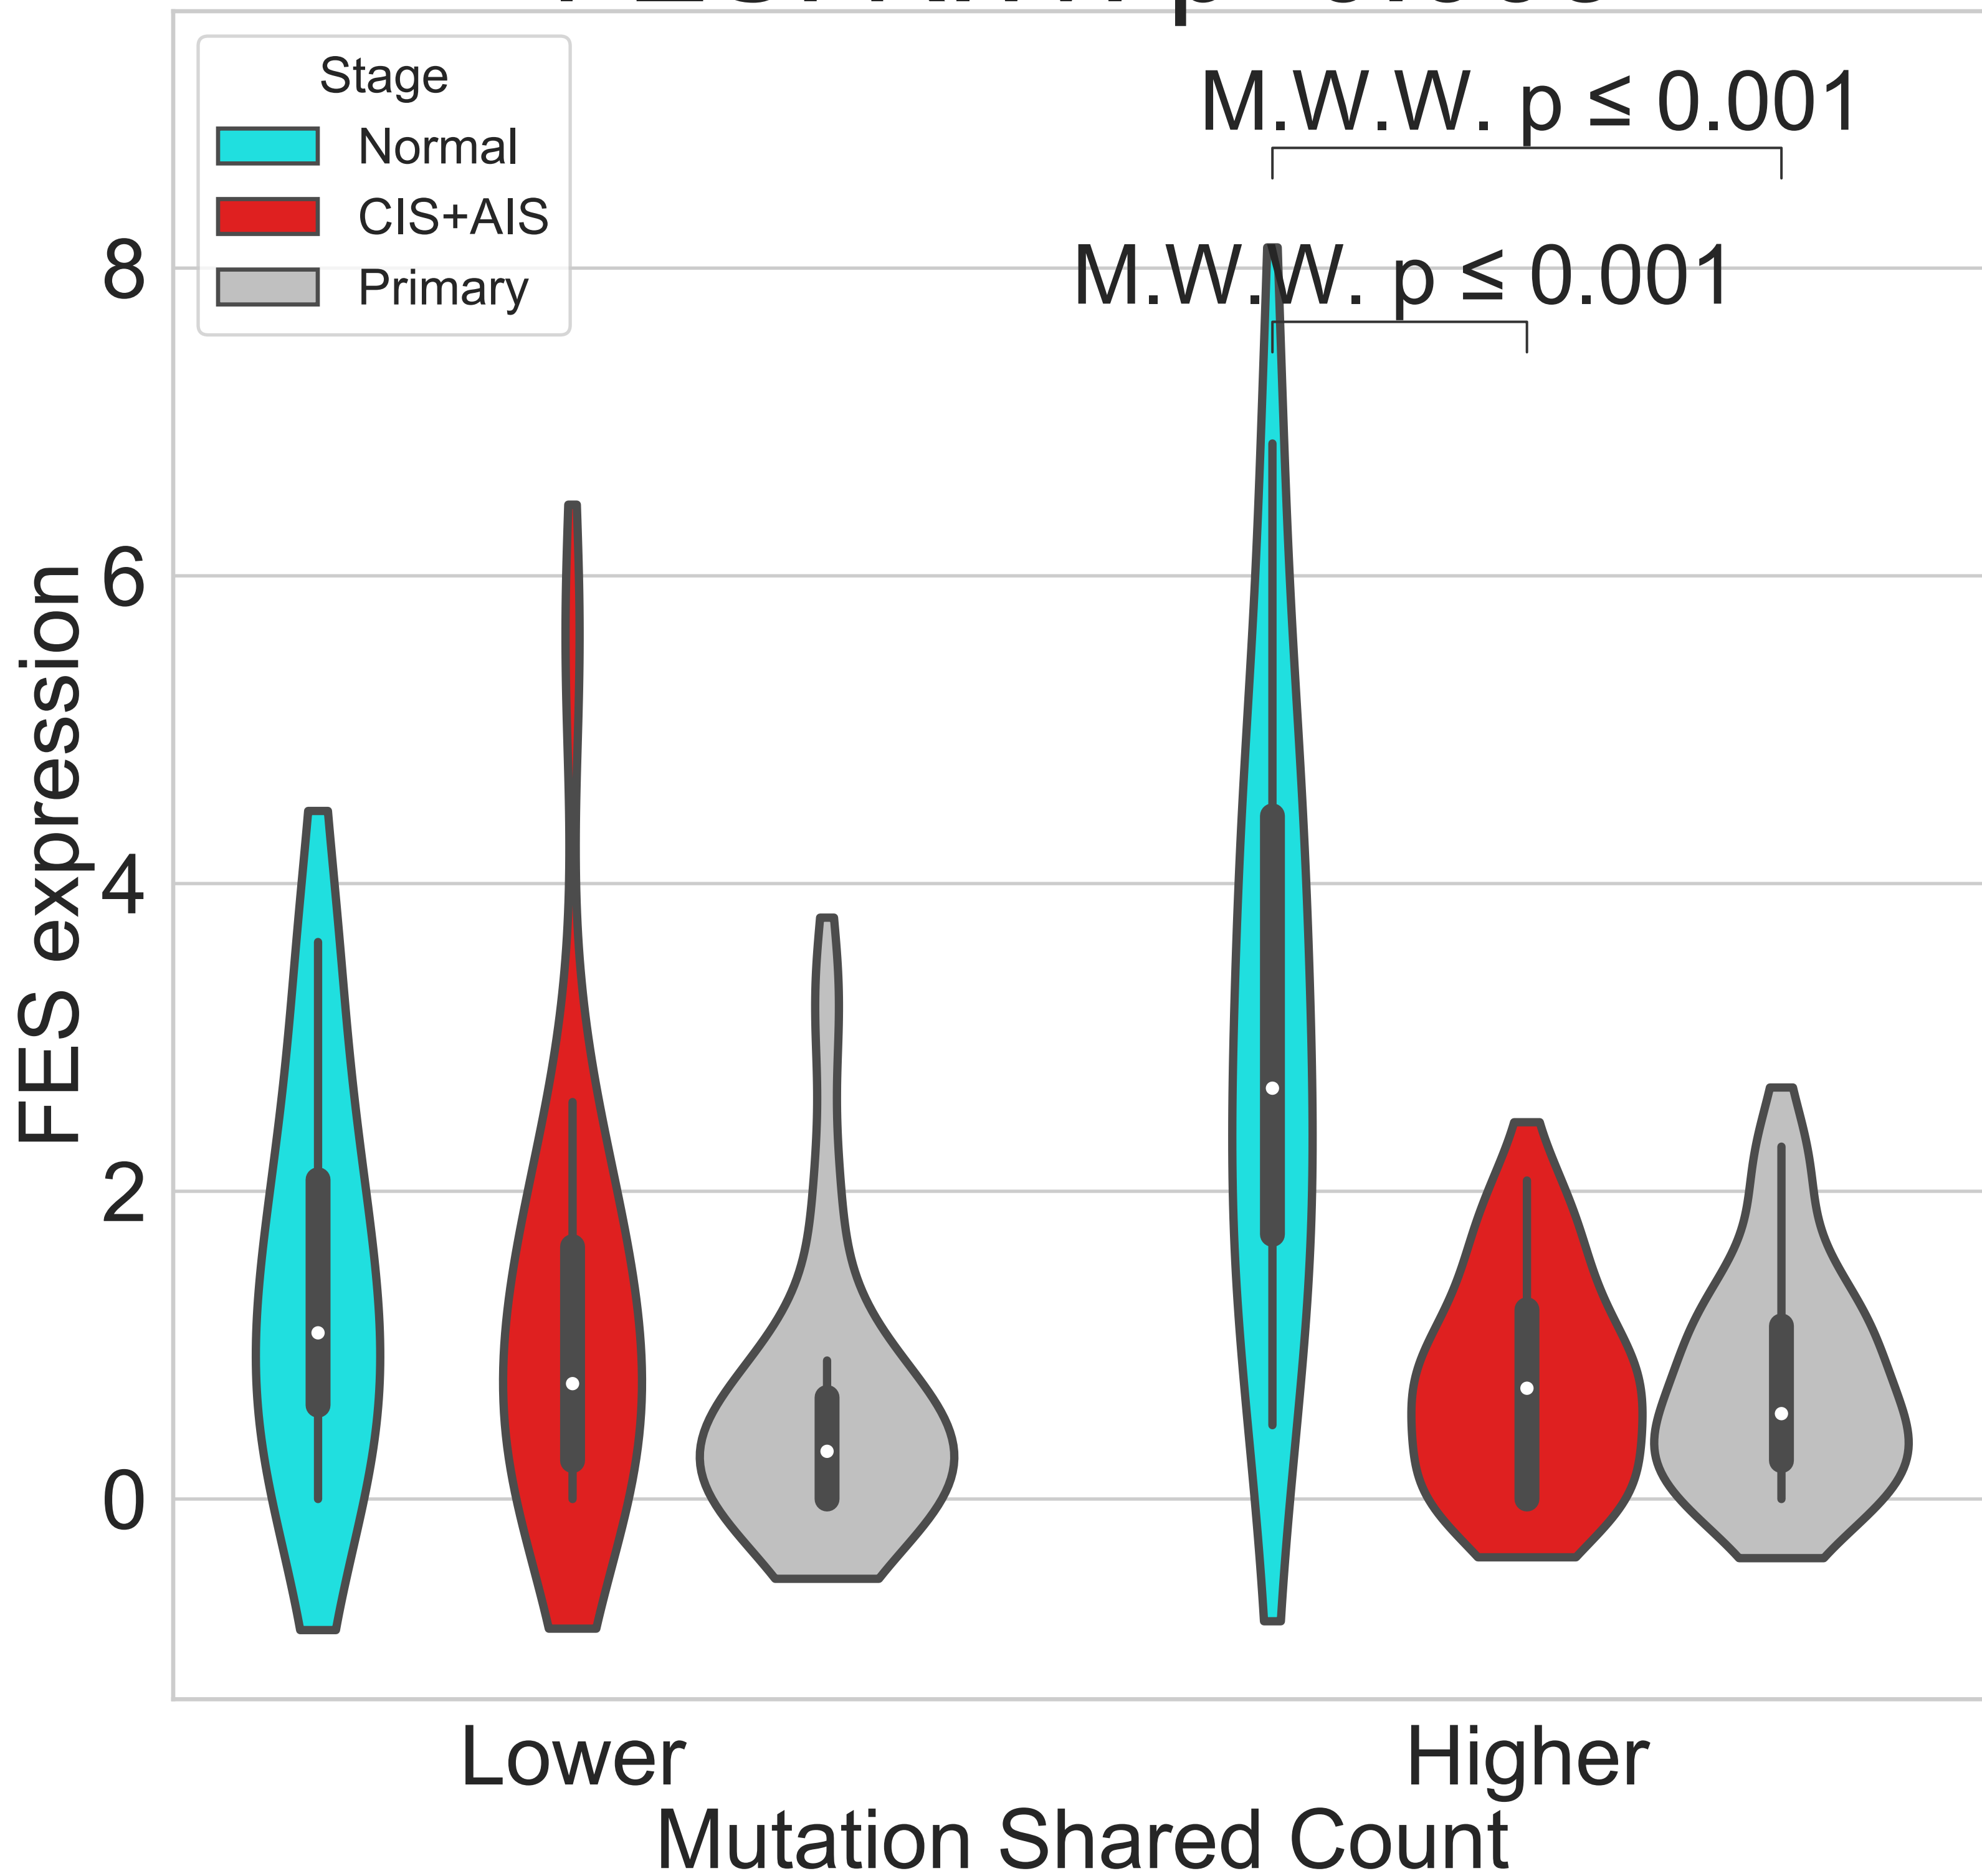 Stage
Normal
CIS+AIS
Primary
M.W.W. p ≤ 0.001
M.W.W. p ≤ 0.001
8
6
4
2
0
FES expression
Lower
Higher
Mutation Shared Count